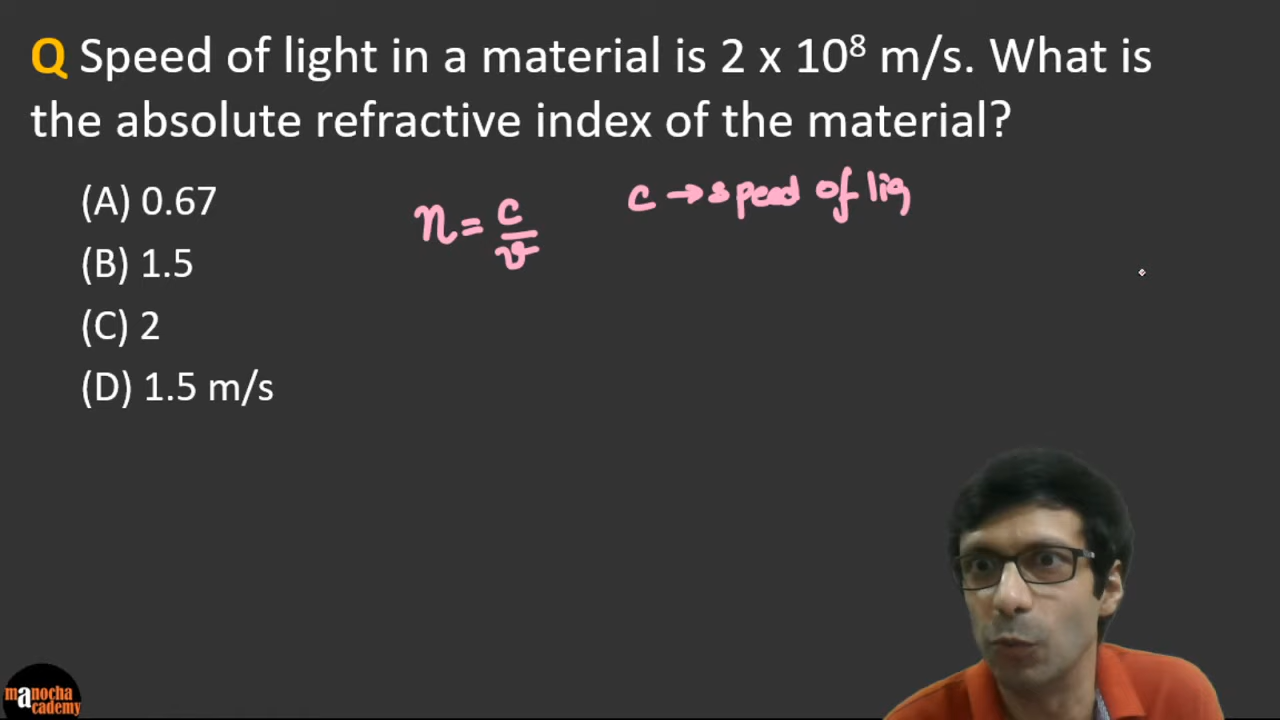 Q Speed of light in a material is 2 x 10⁸ m/s. What is
the absolute refractive index of the material?
(A) 0.67
(B) 1.5
(C) 2
(D) 1.5 m/s
n = c/v
c → speed of lig
manocha
academy